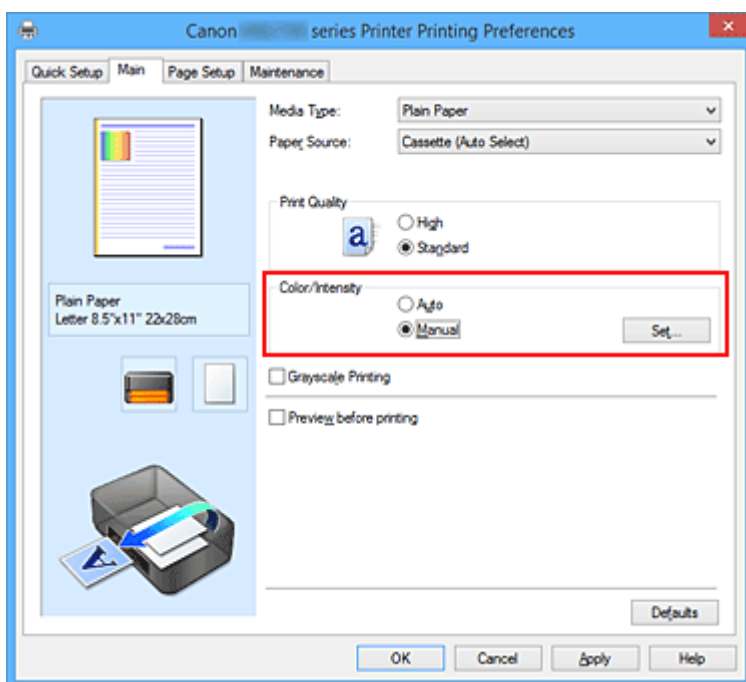 Canon series Printer Printing Preferences
Quick Setup Main Page Setup Maintenance
Media Type: Plain Paper
Paper Source: Cassette (Auto Select)
Print Quality
a
High
Standard
Color/Intensity
Auto
Manual
Set...
Plain Paper
Letter 8.5"x11" 22x28cm
Grayscale Printing
Preview before printing
A
Defaults
OK Cancel Apply Help